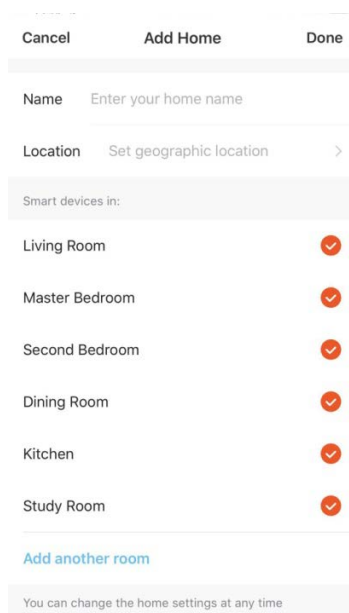 Cancel Add Home Done
Name Enter your home name
Location Set geographic location
Smart devices in:
Living Room
Master Bedroom
Second Bedroom
Dining Room
Kitchen
Study Room
Add another room
You can change the home settings at any time